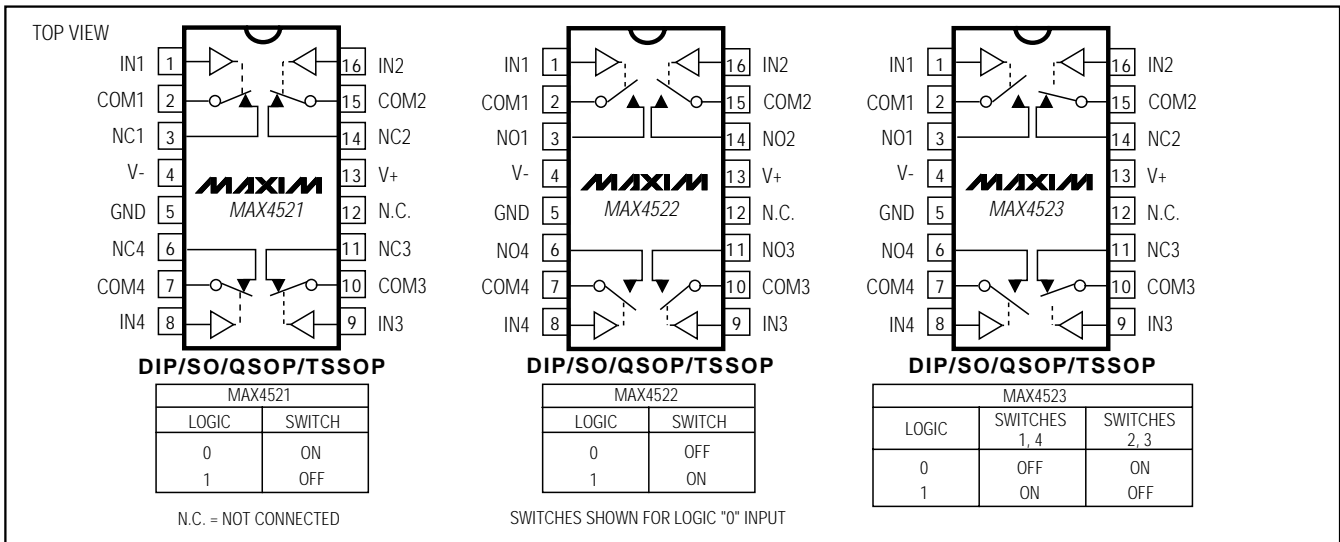 TOP VIEW
IN1 1 16 IN2
COM1 2 15 COM2
NC1 3 14 NC2
V- 4 13 V+
GND 5 12 N.C.
NC4 6 11 NC3
COM4 7 10 COM3
IN4 8 9 IN3
MAXIM
MAX4521
DIP/SO/QSOP/TSSOP
MAX4521
LOGIC SWITCH
0 ON
1 OFF
N.C. = NOT CONNECTED
IN1 1 16 IN2
COM1 2 15 COM2
NO1 3 14 NO2
V- 4 13 V+
GND 5 12 N.C.
NO4 6 11 NO3
COM4 7 10 COM3
IN4 8 9 IN3
MAXIM
MAX4522
DIP/SO/QSOP/TSSOP
MAX4522
LOGIC SWITCH
0 OFF
1 ON
SWITCHES SHOWN FOR LOGIC "0" INPUT
IN1 1 16 IN2
COM1 2 15 COM2
NO1 3 14 NC2
V- 4 13 V+
GND 5 12 N.C.
NO4 6 11 NC3
COM4 7 10 COM3
IN4 8 9 IN3
MAXIM
MAX4523
DIP/SO/QSOP/TSSOP
MAX4523
LOGIC SWITCHES 1, 4 SWITCHES 2, 3
0 OFF ON
1 ON OFF